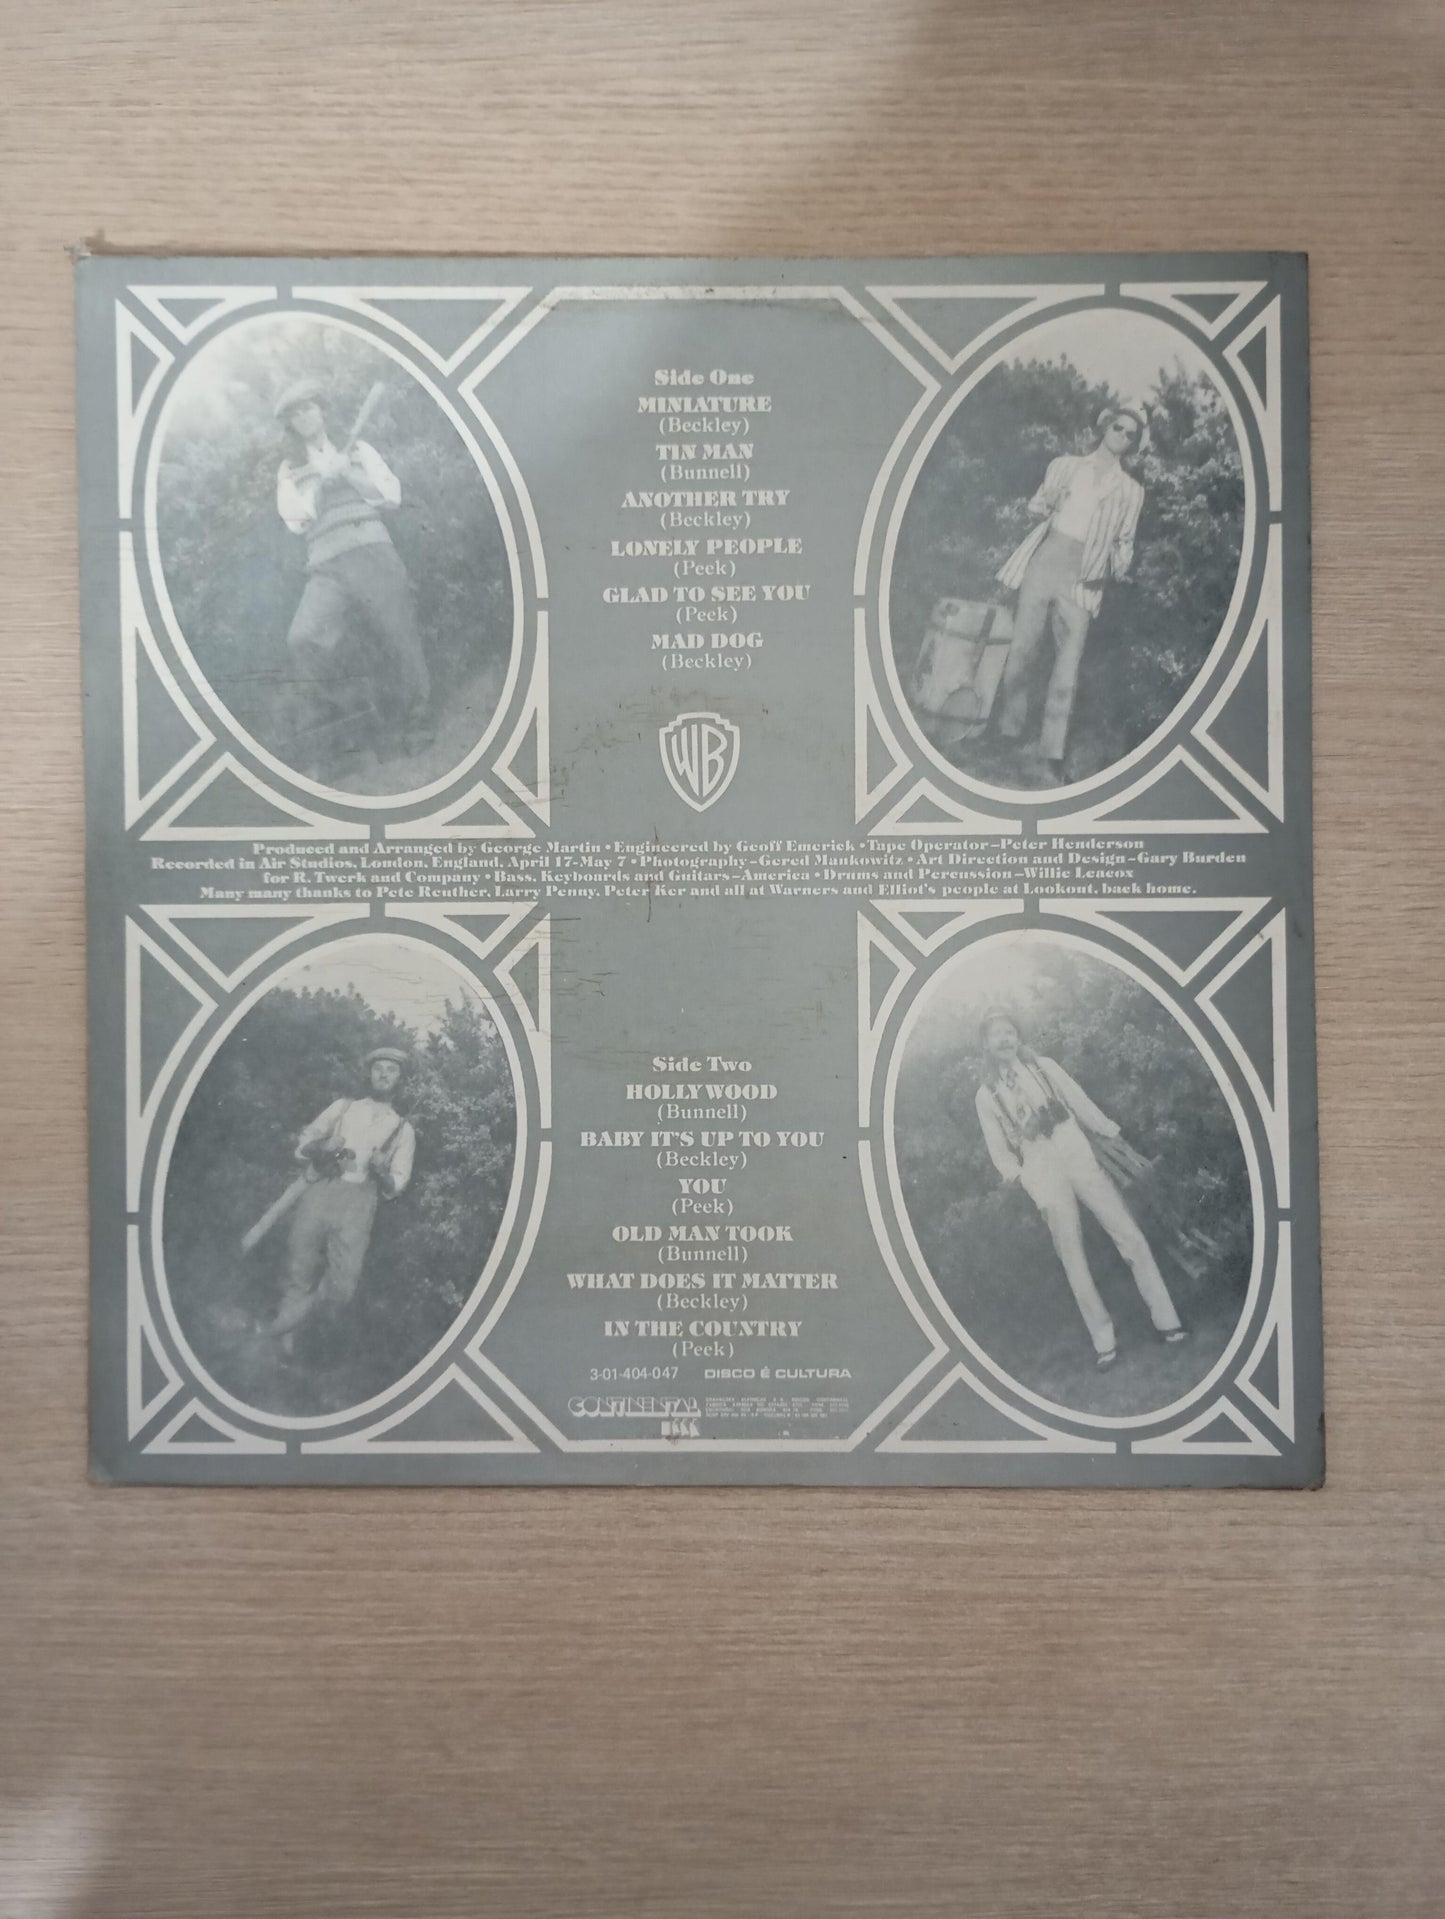 Side One
MINIATURE
(Beckley)
TIN MAN
(Bunnell)
ANOTHER TRY
(Beckley)
LONELY PEOPLE
(Peek)
GLAD TO SEE YOU
(Peek)
MAD DOG
(Beckley)
WB
Produced and Arranged by George Martin • Engineered by Geoff Emerick • Tape Operator–Peter Henderson
Recorded in Air Studios, London, England, April 17-May 7 • Photography–Gered Mankowitz • Art Direction and Design–Gary Burden
for R. Twerk and Company • Bass, Keyboards and Guitars–America • Drums and Percussion–Willie Leacox
Many many thanks to Pete Reuther, Larry Penny, Peter Ker and all at Warners and Elliot's people at Lookout, back home.
Side Two
HOLLYWOOD
(Bunnell)
BABY IT'S UP TO YOU
(Beckley)
YOU
(Peek)
OLD MAN TOOK
(Bunnell)
WHAT DOES IT MATTER
(Beckley)
IN THE COUNTRY
(Peek)
3-01-404-047 DISCO É CULTURA
CONTINENTAL